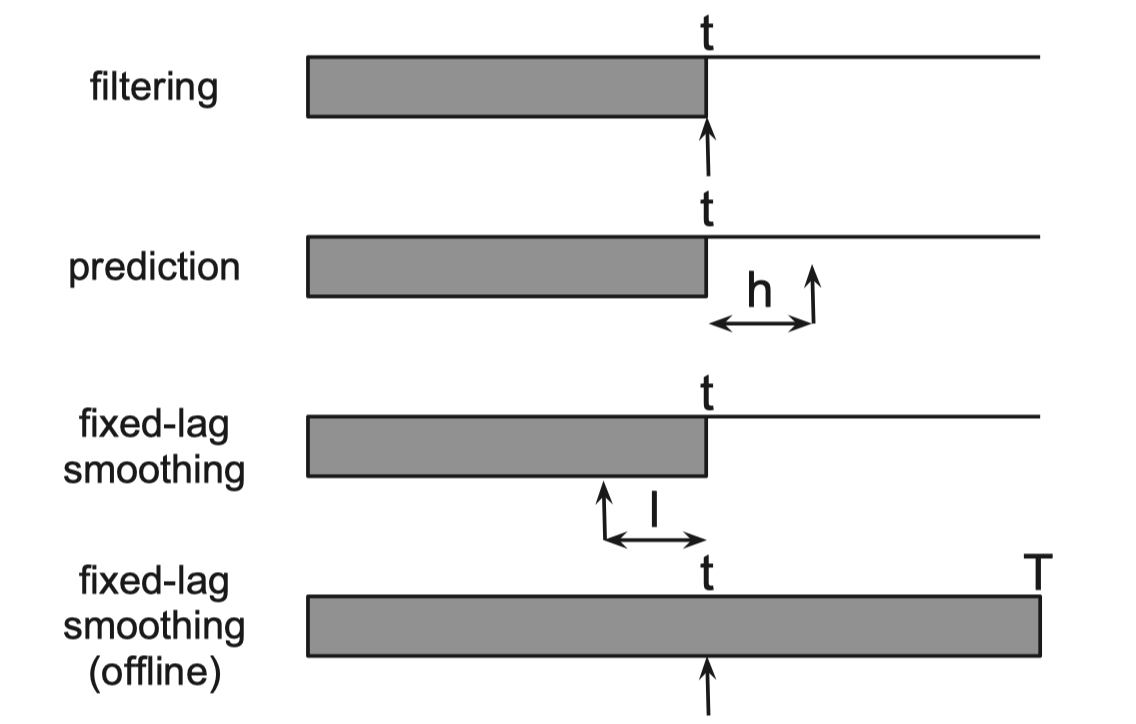 t
filtering
t
prediction
h
t
fixed-lag
smoothing
l
t
T
fixed-lag
smoothing
(offline)